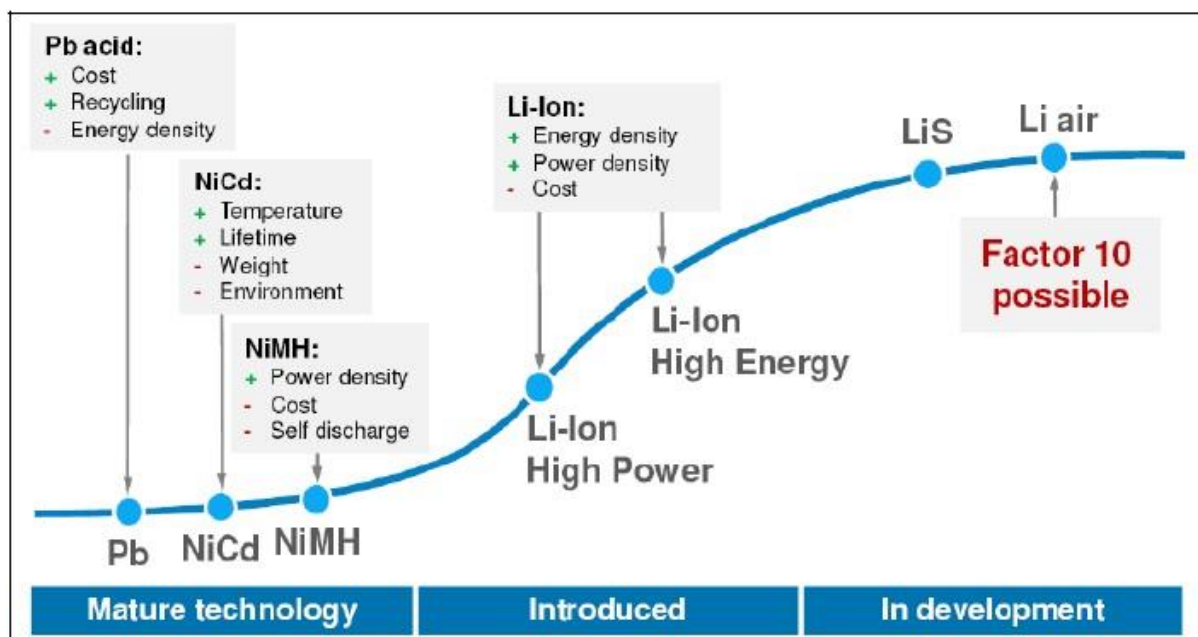 Pb acid:
+ Cost
+ Recycling
- Energy density
NiCd:
+ Temperature
+ Lifetime
- Weight
- Environment
NiMH:
+ Power density
- Cost
- Self discharge
Li-Ion:
+ Energy density
+ Power density
- Cost
LiS
Li air
Factor 10
possible
Li-Ion
High Energy
Li-Ion
High Power
Pb
NiCd
NiMH
Mature technology
Introduced
In development